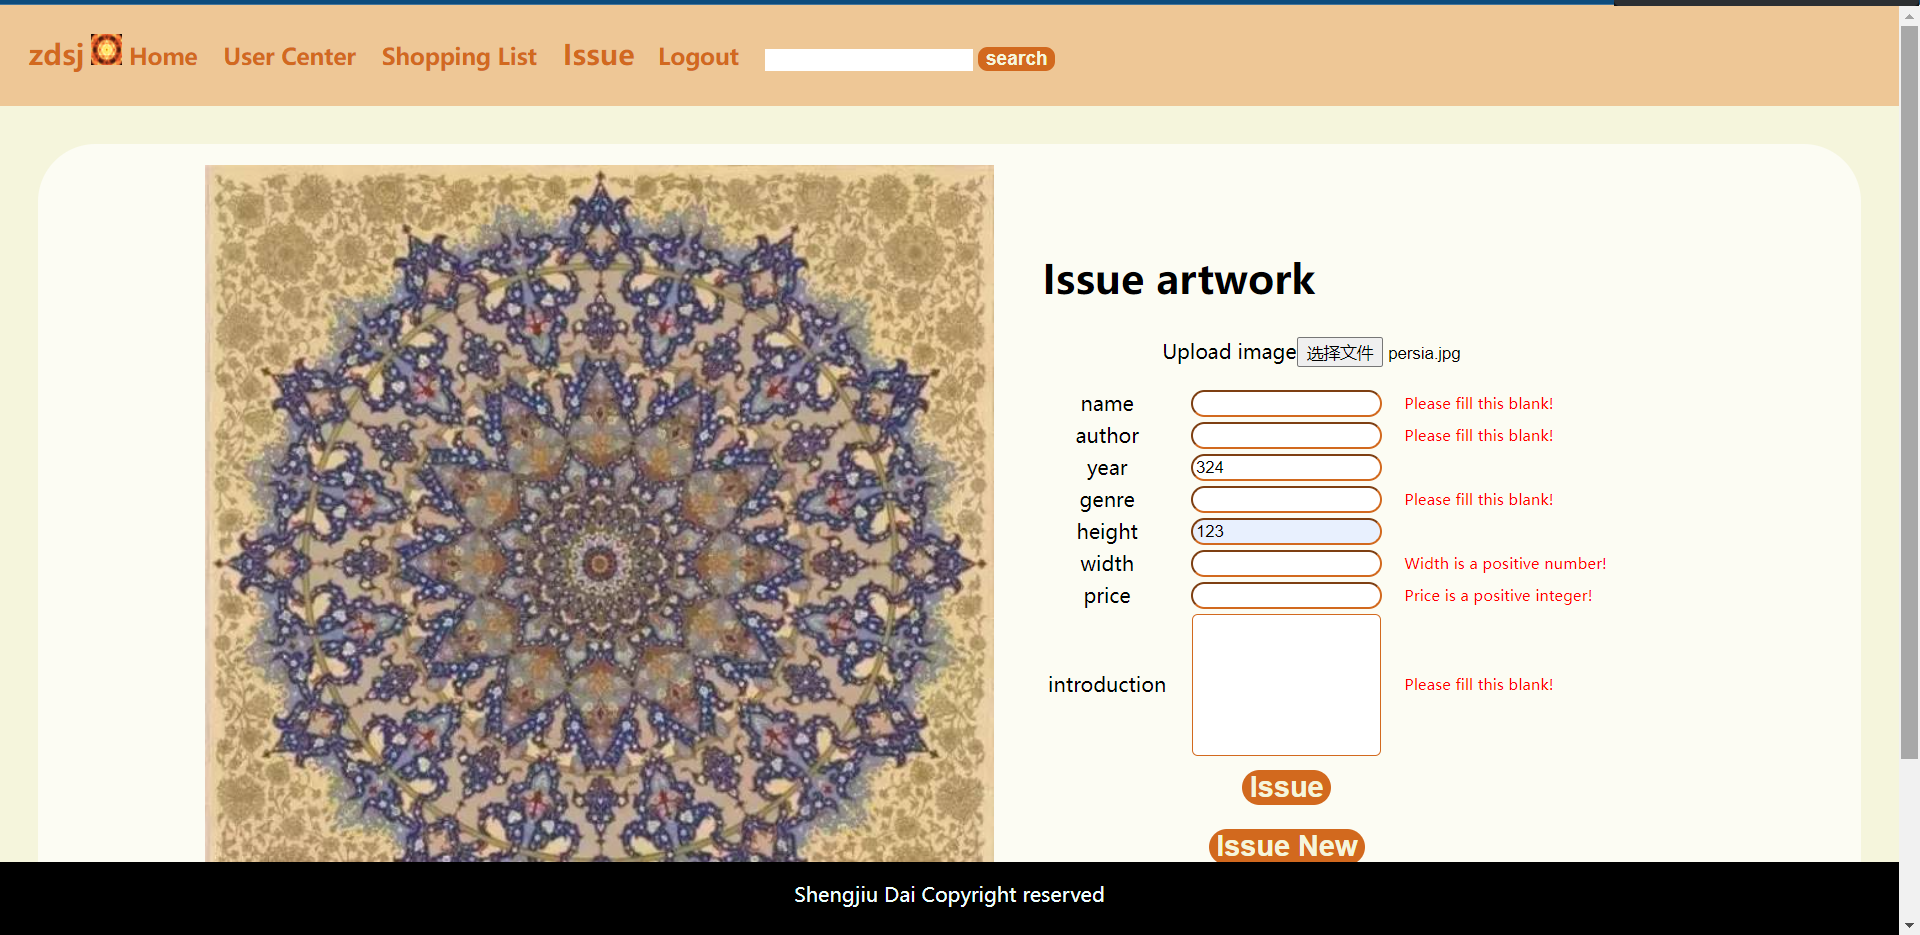 zdsj Home User Center Shopping List Issue Logout search
Issue artwork
Upload image 选择文件 persia.jpg
name Please fill this blank!
author Please fill this blank!
year 324
genre Please fill this blank!
height 123
width Width is a positive number!
price Price is a positive integer!
introduction Please fill this blank!
Issue
Issue New
Shengjiu Dai Copyright reserved